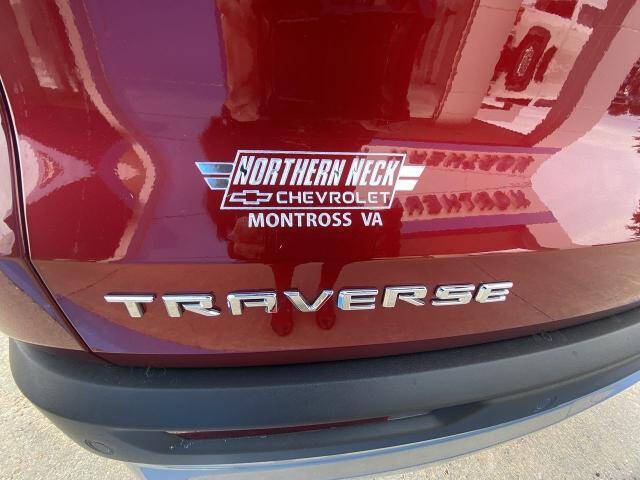 NORTHERN NECK
CHEVROLET
MONTROSS VA
TRAVERSE